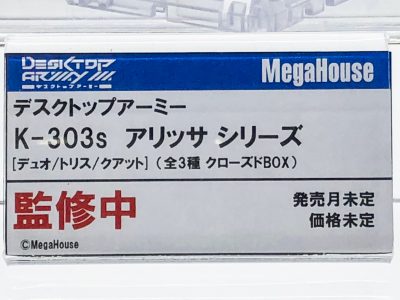 DESKTOP ARMY
デスクトップアーミー
MegaHouse
デスクトップアーミー
K-303s アリッサ シリーズ
[デュオ/トリス/クアット] (全3種 クローズドBOX)
監修中
発売月未定
価格未定
©MegaHouse